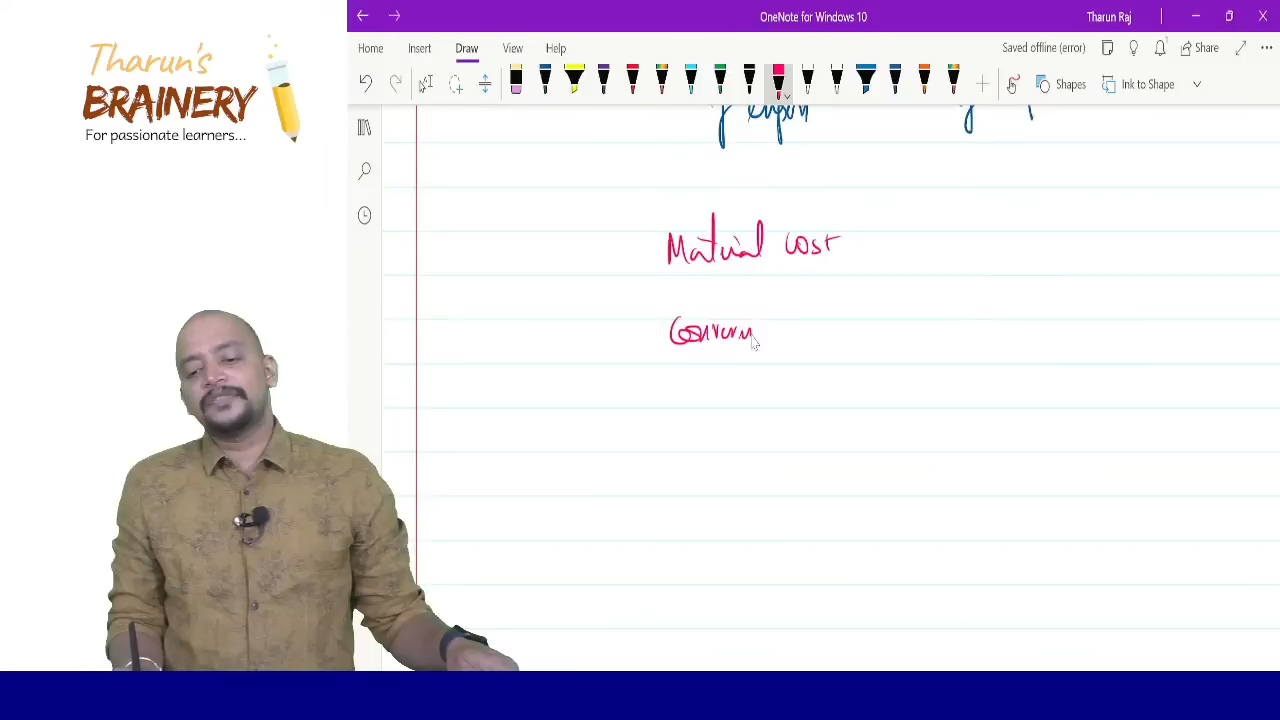 Tharun's
BRAINERY
For passionate learners...
OneNote for Windows 10
Tharun Raj
Home Insert Draw View Help
Saved offline (error)
Share
Shapes
Ink to Shape
Material cost